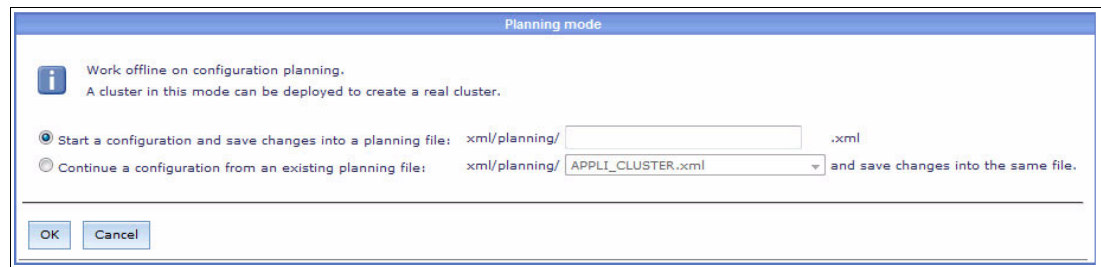 Planning mode
Work offline on configuration planning.
A cluster in this mode can be deployed to create a real cluster.
Start a configuration and save changes into a planning file: xml/planning/ .xml
Continue a configuration from an existing planning file: xml/planning/ APPLI_CLUSTER.xml and save changes into the same file.
OK Cancel